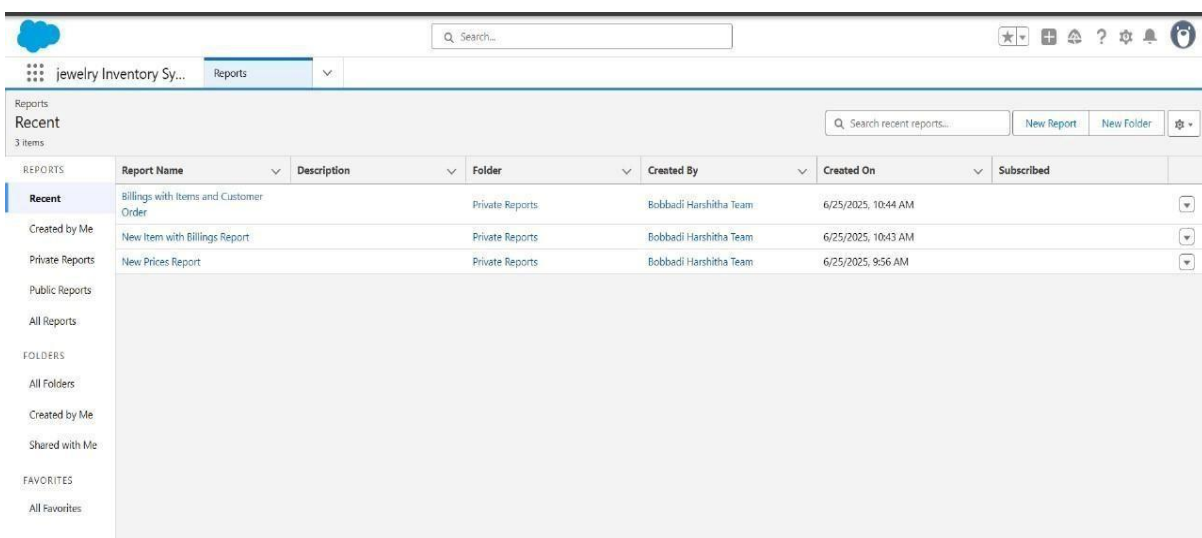 Search...
jewelry Inventory Sy... Reports
Reports
Recent
3 items
Search recent reports... New Report New Folder
REPORTS
Recent
Created by Me
Private Reports
Public Reports
All Reports
FOLDERS
All Folders
Created by Me
Shared with Me
FAVORITES
All Favorites
Report Name Description Folder Created By Created On Subscribed
Billings with Items and Customer
Order Private Reports Bobbadi Harshitha Team 6/25/2025, 10:44 AM
New Item with Billings Report Private Reports Bobbadi Harshitha Team 6/25/2025, 10:43 AM
New Prices Report Private Reports Bobbadi Harshitha Team 6/25/2025, 9:56 AM